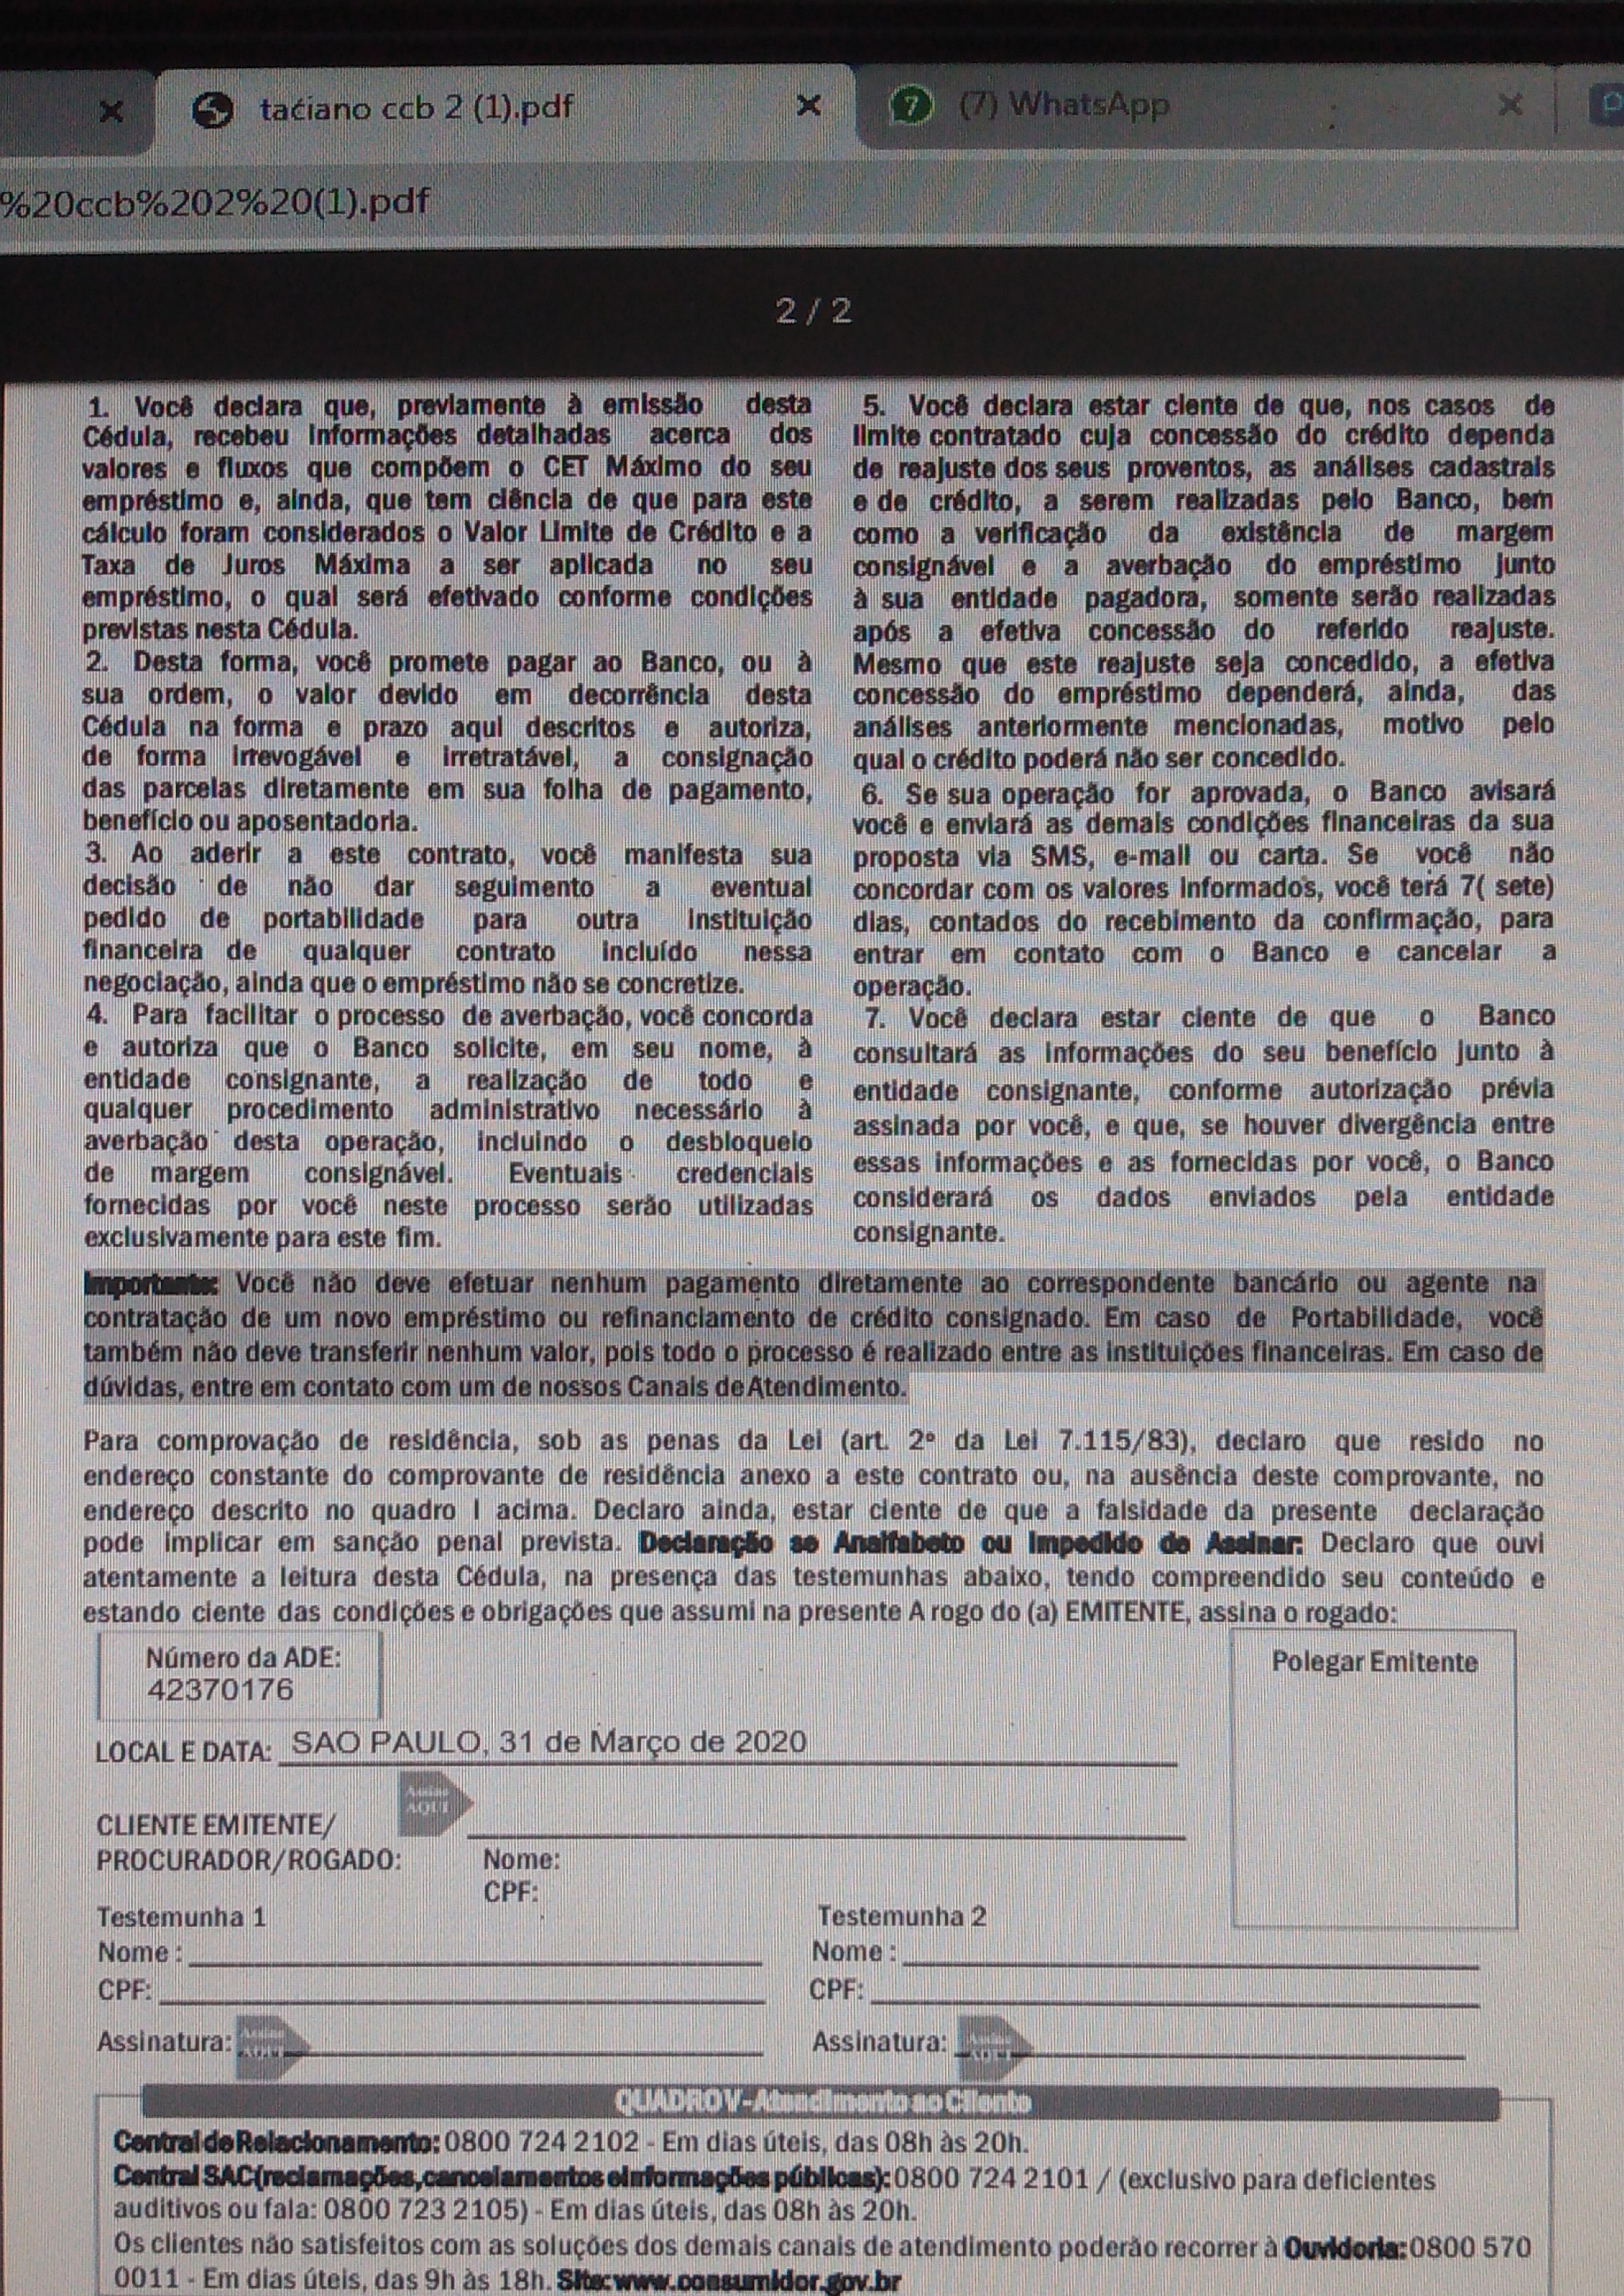 taciano ccb 2 (1).pdf
(7) WhatsApp
%20ccb%202%20(1).pdf
2 / 2
1. Você declara que, previamente à emissão desta
Cédula, recebeu informações detalhadas acerca dos
valores e fluxos que compõem o CET Máximo do seu
empréstimo e, ainda, que tem ciência de que para este
cálculo foram considerados o Valor Limite de Crédito e a
Taxa de Juros Máxima a ser aplicada no seu
empréstimo, o qual será efetivado conforme condições
previstas nesta Cédula.
2. Desta forma, você promete pagar ao Banco, ou à
sua ordem, o valor devido em decorrência desta
Cédula na forma e prazo aqui descritos e autoriza,
de forma irrevogável e irretratável, a consignação
das parcelas diretamente em sua folha de pagamento,
benefício ou aposentadoria.
3. Ao aderir a este contrato, você manifesta sua
decisão de não dar seguimento a eventual
pedido de portabilidade para outra instituição
financeira de qualquer contrato incluído nessa
negociação, ainda que o empréstimo não se concretize.
4. Para facilitar o processo de averbação, você concorda
e autoriza que o Banco solicite, em seu nome, à
entidade consignante, a realização de todo e
qualquer procedimento administrativo necessário à
averbação desta operação, incluindo o desbloqueio
de margem consignável. Eventuais credenciais
fornecidas por você neste processo serão utilizadas
exclusivamente para este fim.
5. Você declara estar ciente de que, nos casos de
limite contratado cuja concessão do crédito dependa
de reajuste dos seus proventos, as análises cadastrais
e de crédito, a serem realizadas pelo Banco, bem
como a verificação da existência de margem
consignável e a averbação do empréstimo junto
à sua entidade pagadora, somente serão realizadas
após a efetiva concessão do referido reajuste.
Mesmo que este reajuste seja concedido, a efetiva
concessão do empréstimo dependerá, ainda, das
análises anteriormente mencionadas, motivo pelo
qual o crédito poderá não ser concedido.
6. Se sua operação for aprovada, o Banco avisará
você e enviará as demais condições financeiras da sua
proposta via SMS, e-mail ou carta. Se você não
concordar com os valores informados, você terá 7( sete)
dias, contados do recebimento da confirmação, para
entrar em contato com o Banco e cancelar a
operação.
7. Você declara estar ciente de que o Banco
consultará as informações do seu benefício junto à
entidade consignante, conforme autorização prévia
assinada por você, e que, se houver divergência entre
essas informações e as fornecidas por você, o Banco
considerará os dados enviados pela entidade
consignante.
Importante: Você não deve efetuar nenhum pagamento diretamente ao correspondente bancário ou agente na
contratação de um novo empréstimo ou refinanciamento de crédito consignado. Em caso de Portabilidade, você
também não deve transferir nenhum valor, pois todo o processo é realizado entre as instituições financeiras. Em caso de
dúvidas, entre em contato com um de nossos Canais de Atendimento.
Para comprovação de residência, sob as penas da Lei (art. 2º da Lei 7.115/83), declaro que resido no
endereço constante do comprovante de residência anexo a este contrato ou, na ausência deste comprovante, no
endereço descrito no quadro I acima. Declaro ainda, estar ciente de que a falsidade da presente declaração
pode implicar em sanção penal prevista. Declaração se Analfabeto ou Impedido de Assinar: Declaro que ouvi
atentamente a leitura desta Cédula, na presença das testemunhas abaixo, tendo compreendido seu conteúdo e
estando ciente das condições e obrigações que assumi na presente A rogo do (a) EMITENTE, assina o rogado:
Número da ADE:
42370176
Polegar Emitente
LOCAL E DATA: SAO PAULO, 31 de Março de 2020
Assine
AQUI
CLIENTE EMITENTE/
PROCURADOR/ROGADO:
Nome:
CPF:
Testemunha 1
Nome :
CPF:
Assinatura: Assine AQUI
Testemunha 2
Nome :
CPF:
Assinatura: Assine AQUI
QUADRO V - Atendimento ao Cliente
Central de Relacionamento: 0800 724 2102 - Em dias úteis, das 08h às 20h.
Central SAC (reclamações, cancelamentos e informações públicas): 0800 724 2101 / (exclusivo para deficientes
auditivos ou fala: 0800 723 2105) - Em dias úteis, das 08h às 20h.
Os clientes não satisfeitos com as soluções dos demais canais de atendimento poderão recorrer à Ouvidoria: 0800 570
0011 - Em dias úteis, das 9h às 18h. Site: www.consumidor.gov.br